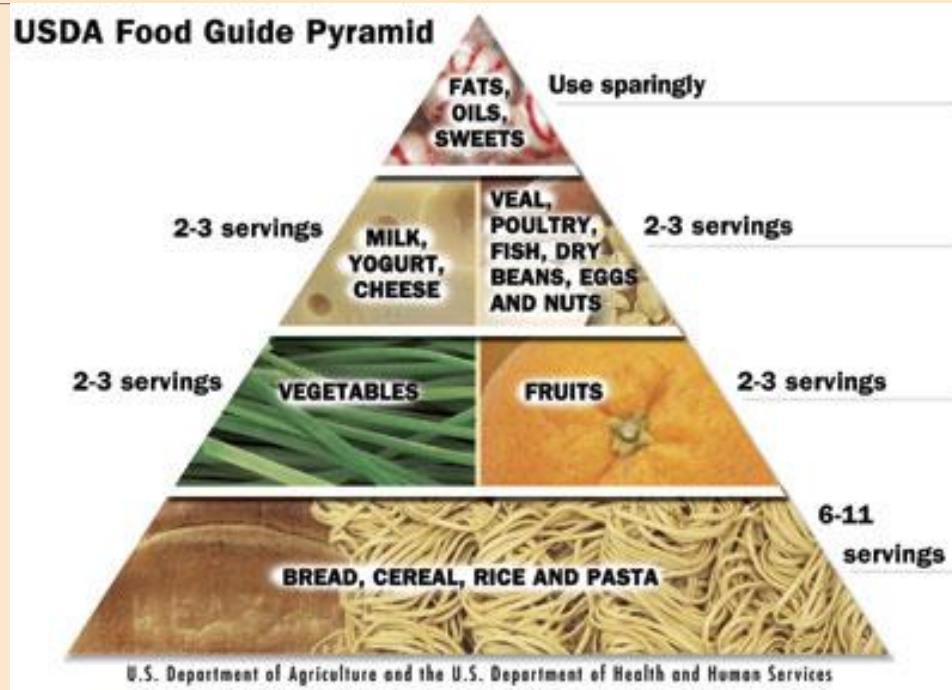 USDA Food Guide Pyramid
FATS,
OILS,
SWEETS
Use sparingly
2-3 servings
MILK,
YOGURT,
CHEESE
VEAL,
POULTRY,
FISH, DRY
BEANS, EGGS
AND NUTS
2-3 servings
2-3 servings
VEGETABLES
FRUITS
2-3 servings
6-11
servings
BREAD, CEREAL, RICE AND PASTA
U.S. Department of Agriculture and the U.S. Department of Health and Human Services